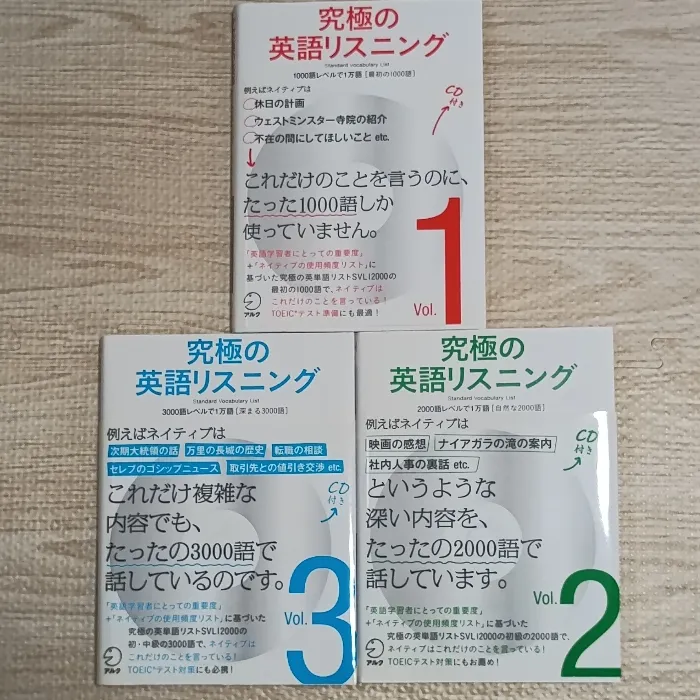 究極の
英語リスニング
Standard Vocabulary List
1000語レベルで1万語［最初の1000語］
例えばネイティブは
休日の計画
ウェストミンスター寺院の紹介
不在の間にしてほしいこと etc.
CD
付き
これだけのことを言うのに、
たった1000語しか
使っていません。
「英語学習者にとっての重要度」
+「ネイティブの使用頻度リスト」に
基づいた究極の英単語リストSVL12000の
最初の1000語で、ネイティブは
これだけのことを言っている！
TOEIC®テスト準備にも最適！
アルク
Vol.
1
究極の
英語リスニング
Standard Vocabulary List
3000語レベルで1万語［深まる3000語］
例えばネイティブは
次期大統領の話 万里の長城の歴史 転職の相談
セレブのゴシップニュース 取引先との値引き交渉 etc.
CD
付き
これだけ複雑な
内容でも、
たったの3000語で
話しているのです。
「英語学習者にとっての重要度」
+「ネイティブの使用頻度リスト」に基づいた
究極の英単語リストSVL12000の
初・中級の3000語で、ネイティブは
これだけのことを言っている！
TOEIC®テスト対策にも必携！
アルク
Vol.
3
究極の
英語リスニング
Standard Vocabulary List
2000語レベルで1万語［自然な2000語］
例えばネイティブは
映画の感想 ナイアガラの滝の案内
社内人事の裏話 etc.
CD
付き
というような
深い内容を、
たったの2000語で
話しています。
「英語学習者にとっての重要度」
+「ネイティブの使用頻度リスト」に基づいた
究極の英単語リストSVL12000の初級の2000語で、
ネイティブはこれだけのことを言っている！
TOEIC®テスト対策にもお薦め！
アルク
Vol.
2